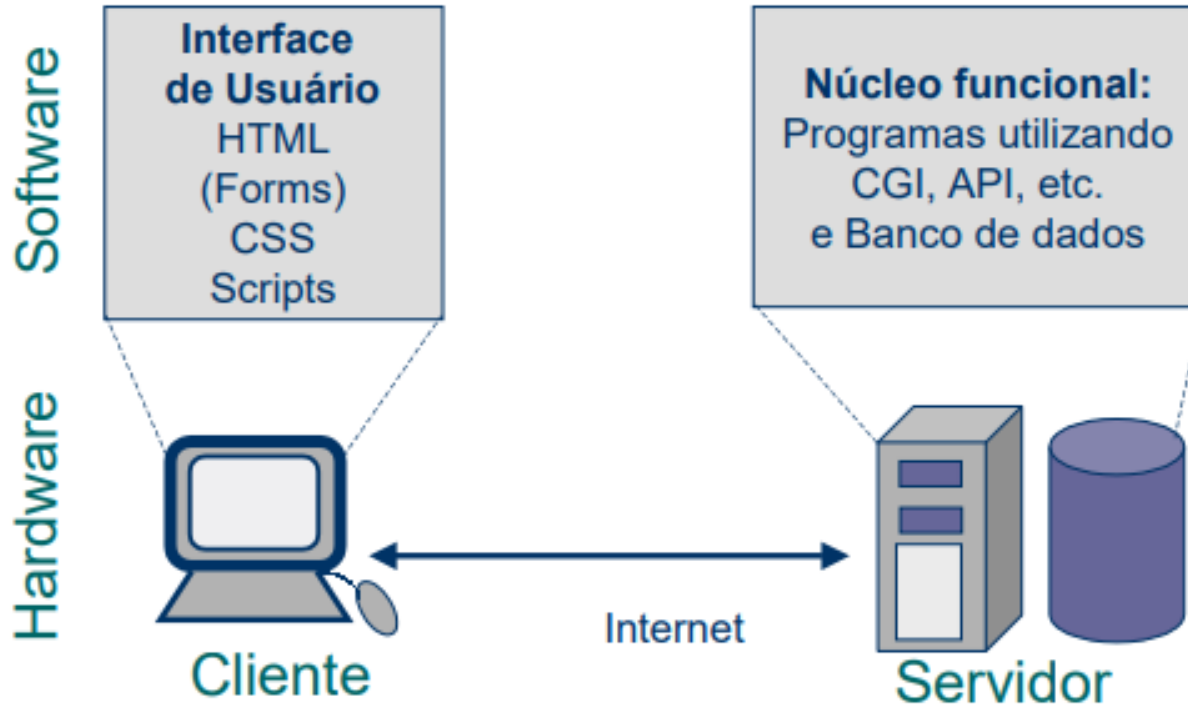 Software
Interface
de Usuário
HTML
(Forms)
CSS
Scripts
Núcleo funcional:
Programas utilizando
CGI, API, etc.
e Banco de dados
Hardware
Internet
Cliente
Servidor